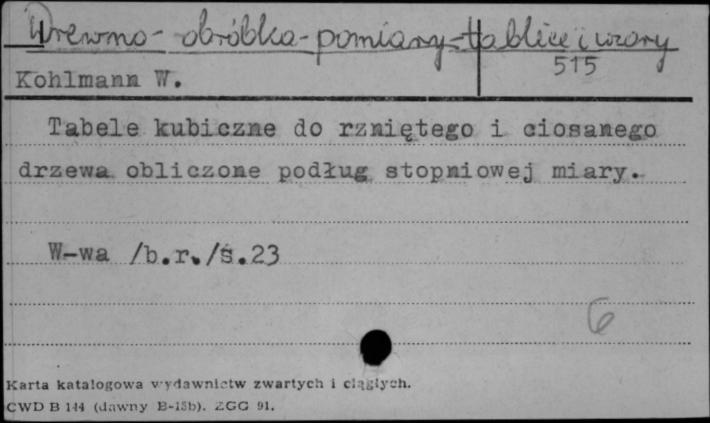 Drewno - obróbka - pomiary - tablice i wzory
515
Kohlmann W.
Tabele kubiczne do rzniętego i ciosanego
drzewa obliczone podług stopniowej miary.
W-wa /b.r./s.23
6
Karta katalogowa wydawnictw zwartych i ciągłych.
CWD B 144 (dawny B-15b). ZGG 91.